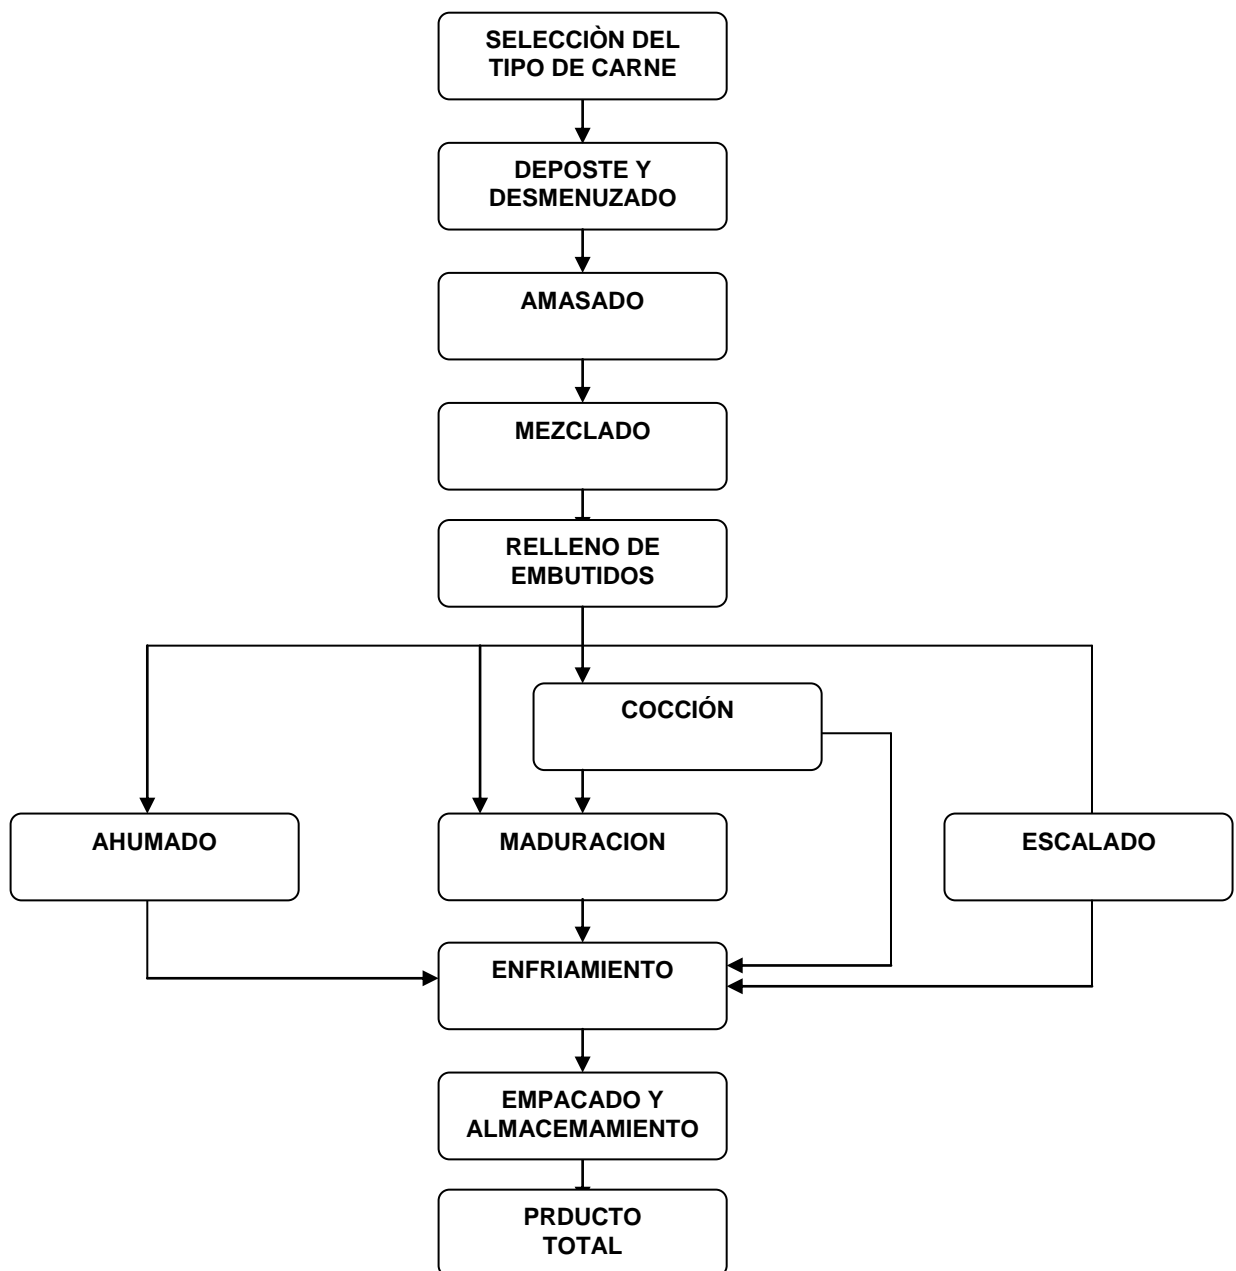 SELECCIÒN DEL
TIPO DE CARNE
DEPOSTE Y
DESMENUZADO
AMASADO
MEZCLADO
RELLENO DE
EMBUTIDOS
COCCIÓN
AHUMADO
MADURACION
ESCALADO
ENFRIAMIENTO
EMPACADO Y
ALMACEMAMIENTO
PRDUCTO
TOTAL